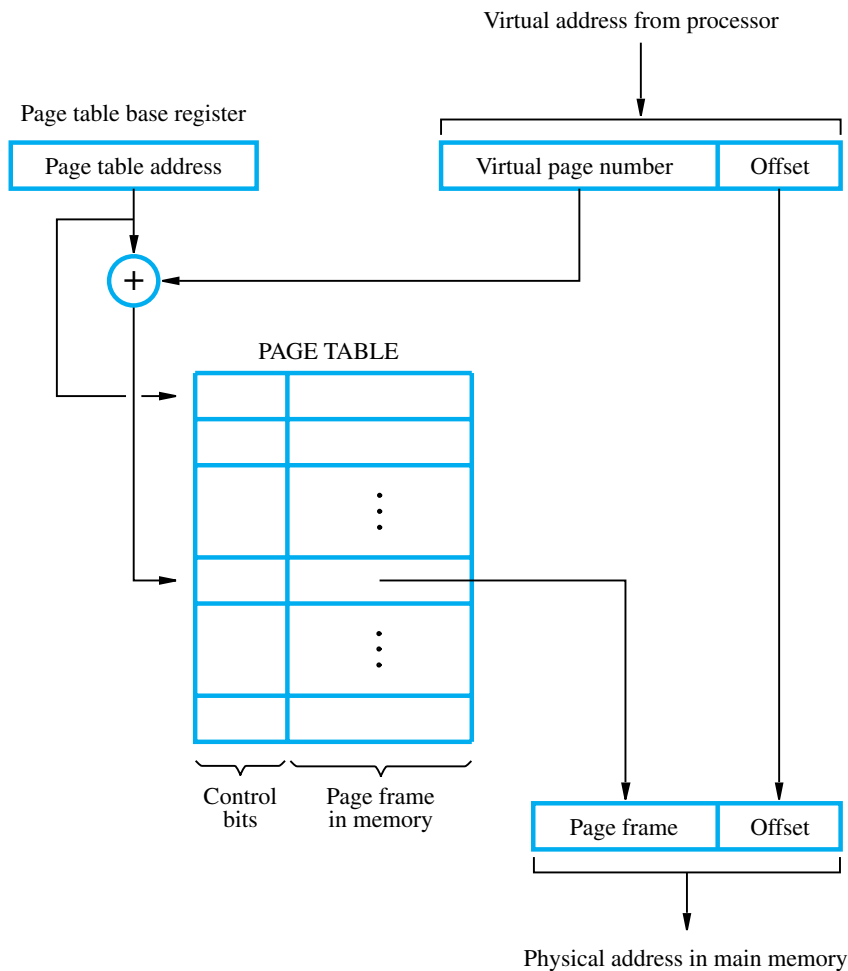 Virtual address from processor
Page table base register
Page table address
Virtual page number
Offset
+
PAGE TABLE
Control
bits
Page frame
in memory
Page frame
Offset
Physical address in main memory